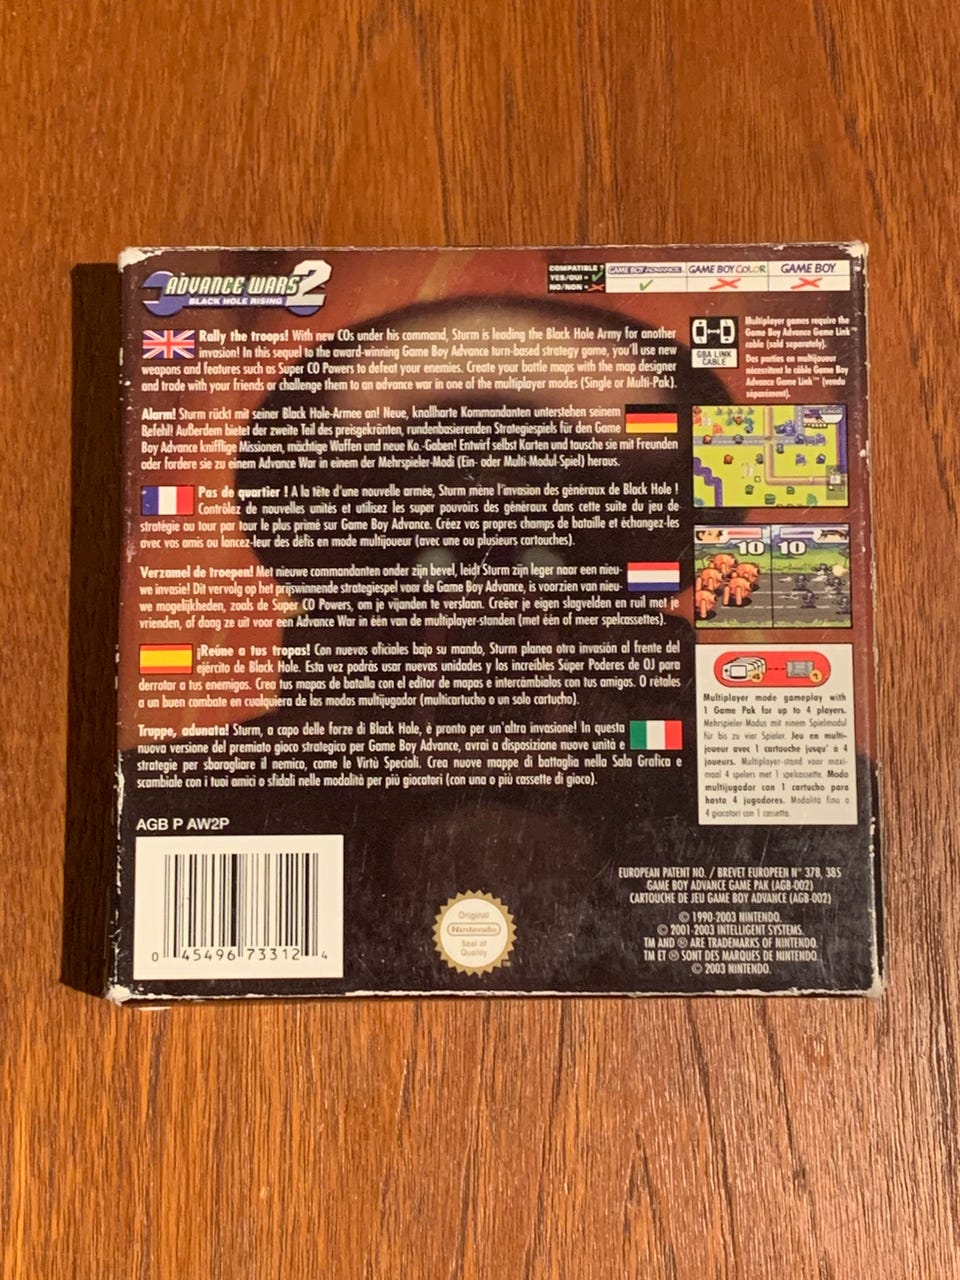 ADVANCE WARS 2
BLACK HOLE RISING
COMPATIBLE ?
YES/OUI = ✓
NO/NON = ✗
GAME BOY ADVANCE
GAME BOY COLOR
GAME BOY
Rally the troops! With new COs under his command, Sturm is leading the Black Hole Army for another
invasion! In this sequel to the award-winning Game Boy Advance turn-based strategy game, you'll use new
weapons and features such as Super CO Powers to defeat your enemies. Create your battle maps with the map designer
and trade with your friends or challenge them to an advance war in one of the multiplayer modes (Single or Multi-Pak).
GBA LINK
CABLE
Multiplayer games require the
Game Boy Advance Game Link™
cable (sold separately).
Des parties en multijoueur
nécessitent le câble Game Boy
Advance Game Link™ (vendu
séparément).
Alarm! Sturm rückt mit seiner Black Hole-Armee an! Neue, knallharte Kommandanten unterstehen seinem
Befehl! Außerdem bietet der zweite Teil des preisgekrönten, rundenbasierenden Strategiespiels für den Game
Boy Advance knifflige Missionen, mächtige Waffen und neue Ko.-Gaben! Entwirf selbst Karten und tausche sie mit Freunden
oder fordere sie zu einem Advance War in einem der Mehrspieler-Modi (Ein- oder Multi-Modul-Spiel) heraus.
Pas de quartier ! A la tête d'une nouvelle armée, Sturm mène l'invasion des généraux de Black Hole !
Contrôlez de nouvelles unités et utilisez les super pouvoirs des généraux dans cette suite du jeu de
stratégie au tour par tour le plus primé sur Game Boy Advance. Créez vos propres champs de bataille et échangez-les
avec vos amis ou lancez-leur des défis en mode multijoueur (avec une ou plusieurs cartouches).
10 10
Verzamel de troepen! Met nieuwe commandanten onder zijn bevel, leidt Sturm zijn leger naar een nieu-
we invasie! Dit vervolg op het prijswinnende strategiespel voor de Game Boy Advance, is voorzien van nieu-
we mogelijkheden, zoals de Super CO Powers, om je vijanden te verslaan. Creëer je eigen slagvelden en ruil met je
vrienden, of daag ze uit voor een Advance War in één van de multiplayer-standen (met één of meer spelcassettes).
¡Reúne a tus tropas! Con nuevos oficiales bajo su mando, Sturm planea otra invasión al frente del
ejército de Black Hole. Esta vez podrás usar nuevas unidades y los increíbles Súper Poderes de OJ para
derrotar a tus enemigos. Crea tus mapas de batalla con el editor de mapas e intercámbialos con tus amigos. O rétales
a un buen combate en cualquiera de los modos multijugador (multicartucho o un solo cartucho).
Truppe, adunata! Sturm, a capo delle forze di Black Hole, è pronto per un'altra invasione! In questa
nuova versione del premiato gioco strategico per Game Boy Advance, avrai a disposizione nuove unità e
strategie per sbaragliare il nemico, come le Virtù Speciali. Crea nuove mappe di battaglia nella Sala Grafica e
scambiale con i tuoi amici o sfidali nelle modalità per più giocatori (con una o più cassette di gioco).
4 1
Multiplayer mode gameplay with
1 Game Pak for up to 4 players.
Mehrspieler-Modus mit einem Spielmodul
für bis zu vier Spieler. Jeu en multi-
joueur avec 1 cartouche jusqu' à 4
joueurs. Multiplayer-stand voor maxi-
maal 4 spelers met 1 spelcassette. Modo
multijugador con 1 cartucho para
hasta 4 jugadores. Modalità fino a
4 giocatori con 1 cassetta.
AGB P AW2P
0 45496 73312 4
Original
Nintendo
Seal of
Quality
TM
EUROPEAN PATENT NO. / BREVET EUROPEEN N° 378, 385
GAME BOY ADVANCE GAME PAK (AGB-002)
CARTOUCHE DE JEU GAME BOY ADVANCE (AGB-002)
© 1990-2003 NINTENDO.
© 2001-2003 INTELLIGENT SYSTEMS.
TM AND ® ARE TRADEMARKS OF NINTENDO.
TM ET ® SONT DES MARQUES DE NINTENDO.
© 2003 NINTENDO.